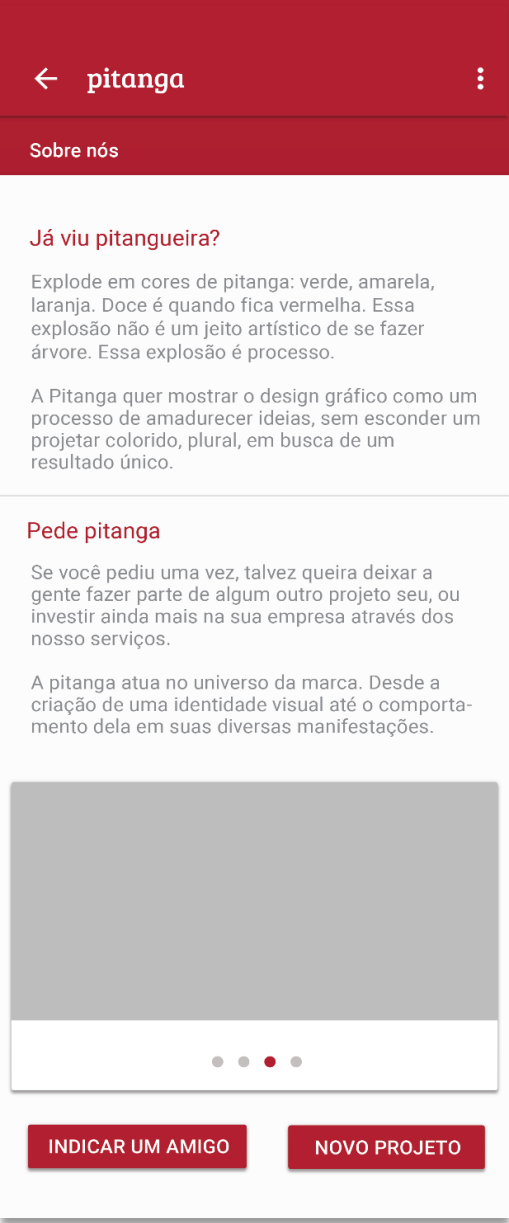 pitanga
Sobre nós
Já viu pitangueira?
Explode em cores de pitanga: verde, amarela,
laranja. Doce é quando fica vermelha. Essa
explosão não é um jeito artístico de se fazer
árvore. Essa explosão é processo.
A Pitanga quer mostrar o design gráfico como um
processo de amadurecer ideias, sem esconder um
projetar colorido, plural, em busca de um
resultado único.
Pede pitanga
Se você pediu uma vez, talvez queira deixar a
gente fazer parte de algum outro projeto seu, ou
investir ainda mais na sua empresa através dos
nosso serviços.
A pitanga atua no universo da marca. Desde a
criação de uma identidade visual até o comporta-
mento dela em suas diversas manifestações.
INDICAR UM AMIGO
NOVO PROJETO